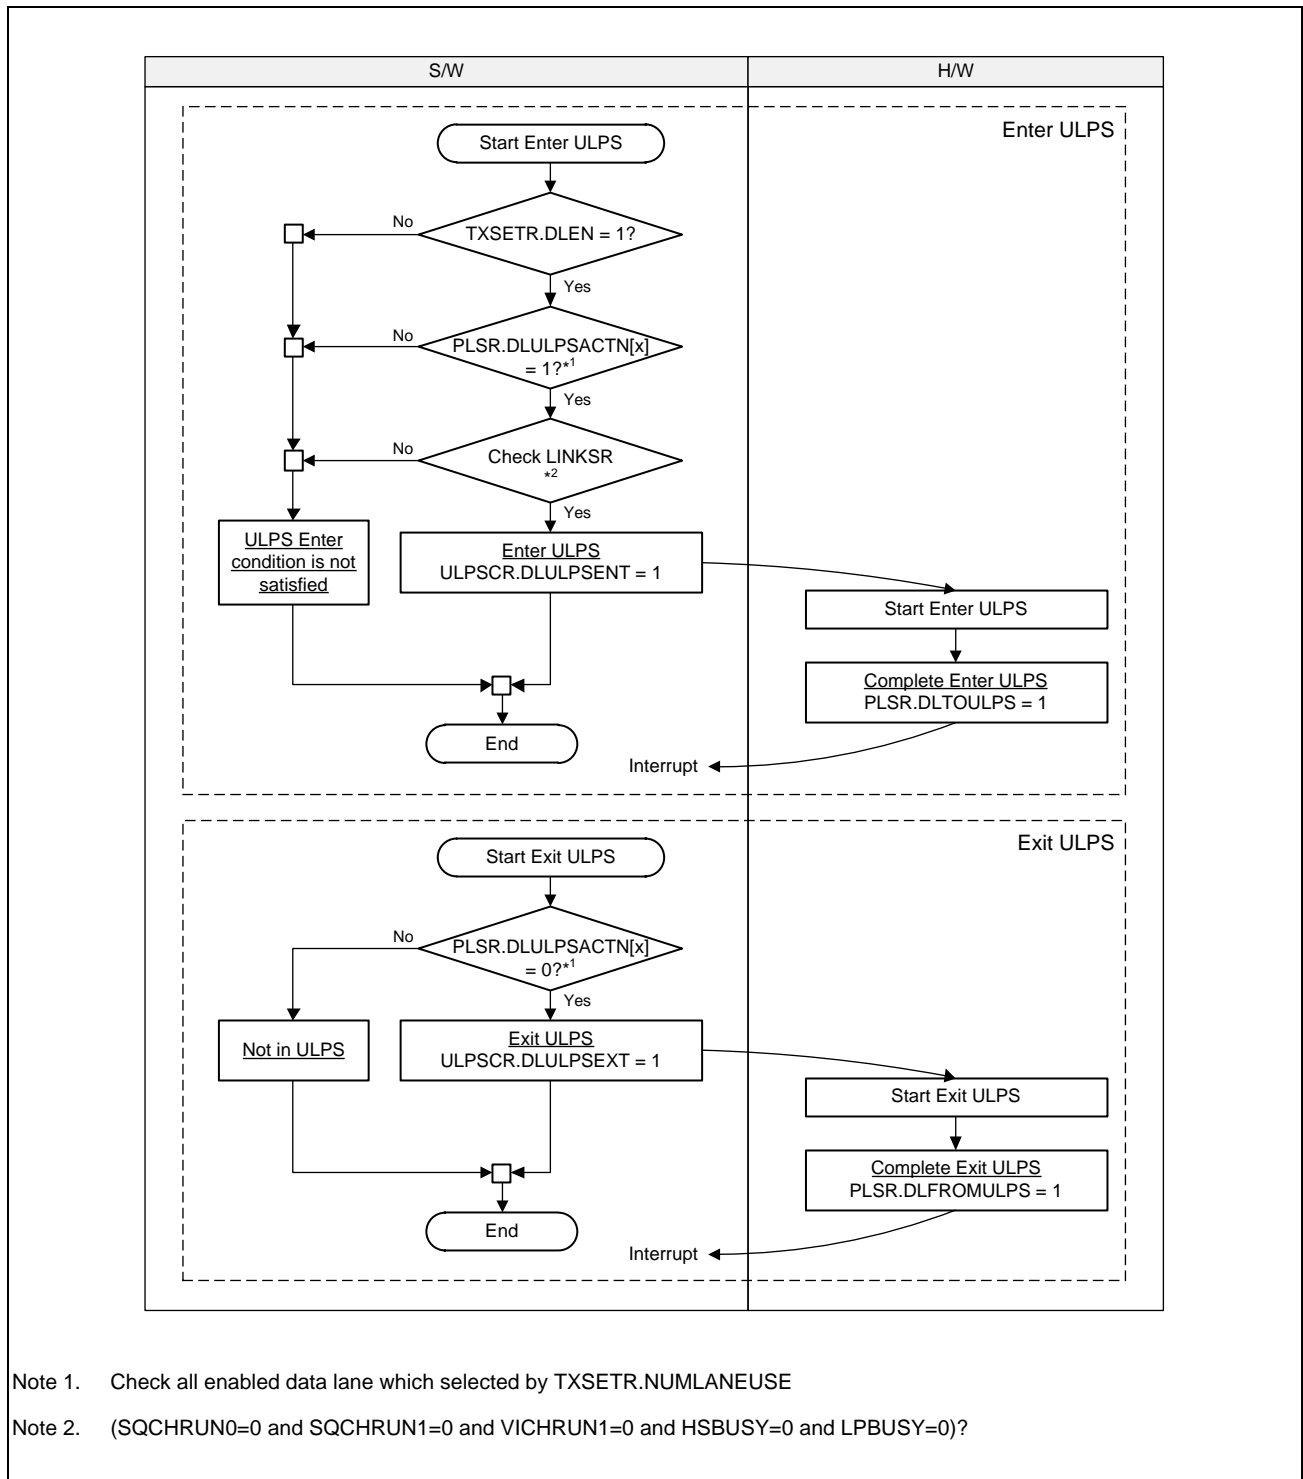 S/W
H/W
Enter ULPS
Start Enter ULPS
TXSETR.DLEN = 1?
No
Yes
PLSR.DLULPSACTN[x]
= 1?*1
No
Yes
Check LINKSR
*2
No
Yes
ULPS Enter
condition is not
satisfied
Enter ULPS
ULPSCR.DLULPSENT = 1
Start Enter ULPS
Complete Enter ULPS
PLSR.DLTOULPS = 1
End
Interrupt
Exit ULPS
Start Exit ULPS
PLSR.DLULPSACTN[x]
= 0?*1
No
Yes
Not in ULPS
Exit ULPS
ULPSCR.DLULPSEXT = 1
Start Exit ULPS
Complete Exit ULPS
PLSR.DLFROMULPS = 1
End
Interrupt
Note 1. Check all enabled data lane which selected by TXSETR.NUMLANEUSE
Note 2. (SQCHRUN0=0 and SQCHRUN1=0 and VICHRUN1=0 and HSBUSY=0 and LPBUSY=0)?